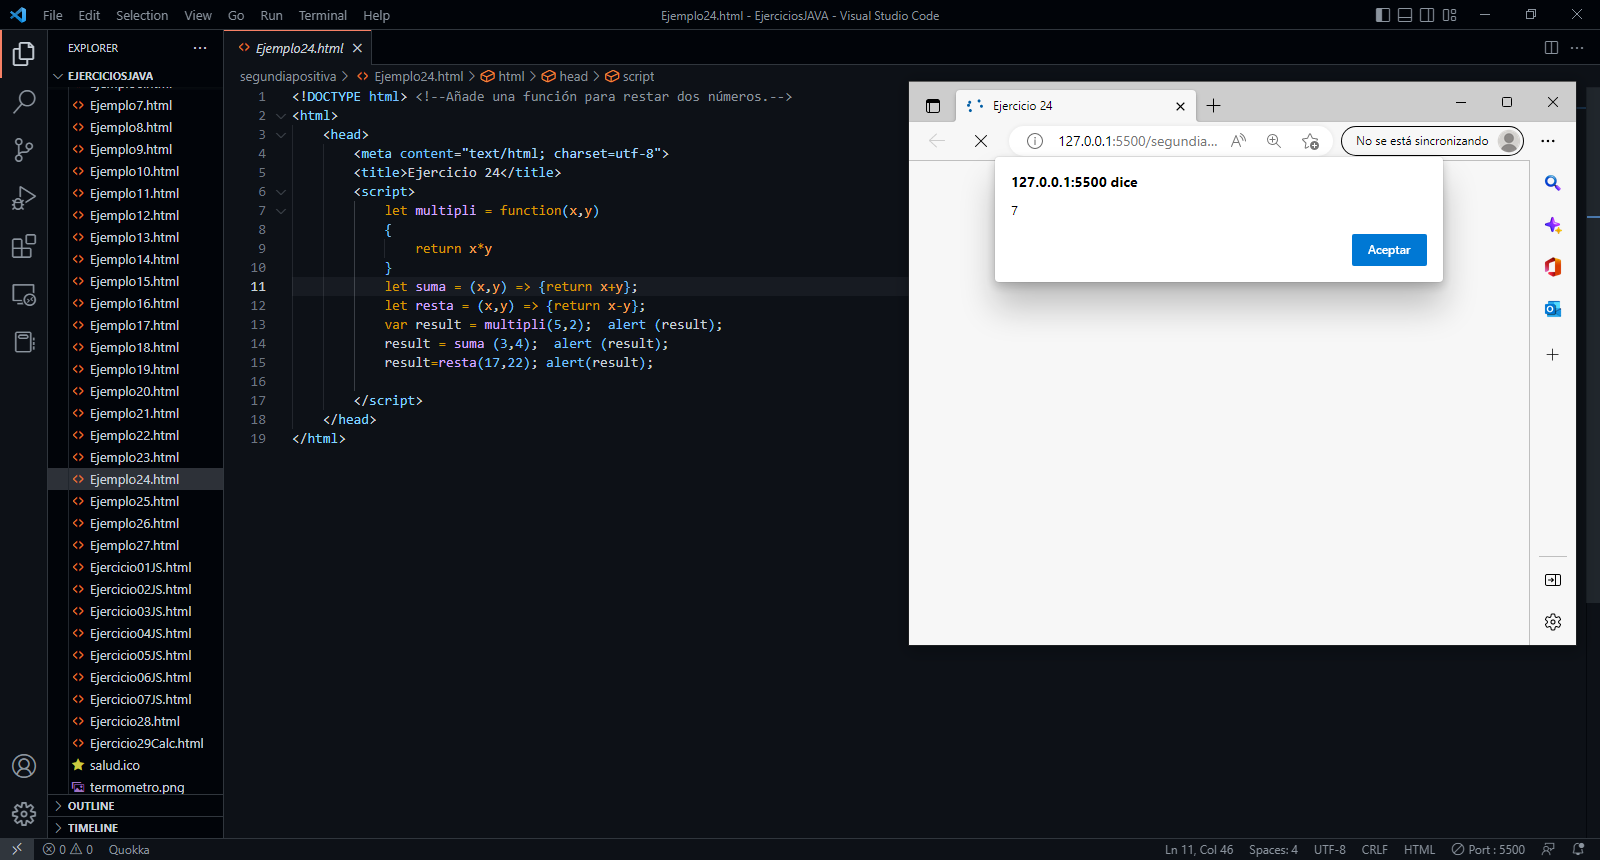 File Edit Selection View Go Run Terminal Help
Ejemplo24.html - EjerciciosJAVA - Visual Studio Code
EXPLORER
EJERCICIOSJAVA
Ejemplo7.html
Ejemplo8.html
Ejemplo9.html
Ejemplo10.html
Ejemplo11.html
Ejemplo12.html
Ejemplo13.html
Ejemplo14.html
Ejemplo15.html
Ejemplo16.html
Ejemplo17.html
Ejemplo18.html
Ejemplo19.html
Ejemplo20.html
Ejemplo21.html
Ejemplo22.html
Ejemplo23.html
Ejemplo24.html
Ejemplo25.html
Ejemplo26.html
Ejemplo27.html
Ejercicio01JS.html
Ejercicio02JS.html
Ejercicio03JS.html
Ejercicio04JS.html
Ejercicio05JS.html
Ejercicio06JS.html
Ejercicio07JS.html
Ejercicio28.html
Ejercicio29Calc.html
salud.ico
termometro.png
OUTLINE
TIMELINE
Ejemplo24.html
segundiapositiva > Ejemplo24.html > html > head > script
1 <!DOCTYPE html> <!--Añade una función para restar dos números.-->
2 <html>
3 <head>
4 <meta content="text/html; charset=utf-8">
5 <title>Ejercicio 24</title>
6 <script>
7 let multipli = function(x,y)
8 {
9 return x*y
10 }
11 let suma = (x,y) => {return x+y};
12 let resta = (x,y) => {return x-y};
13 var result = multipli(5,2);  alert (result);
14 result = suma (3,4);  alert (result);
15 result=resta(17,22); alert(result);
16
17 </script>
18 </head>
19 </html>
Ejercicio 24
127.0.0.1:5500/segundia...
No se está sincronizando
127.0.0.1:5500 dice
7
Aceptar
0 0 Quokka
Ln 11, Col 46 Spaces: 4 UTF-8 CRLF HTML Port : 5500